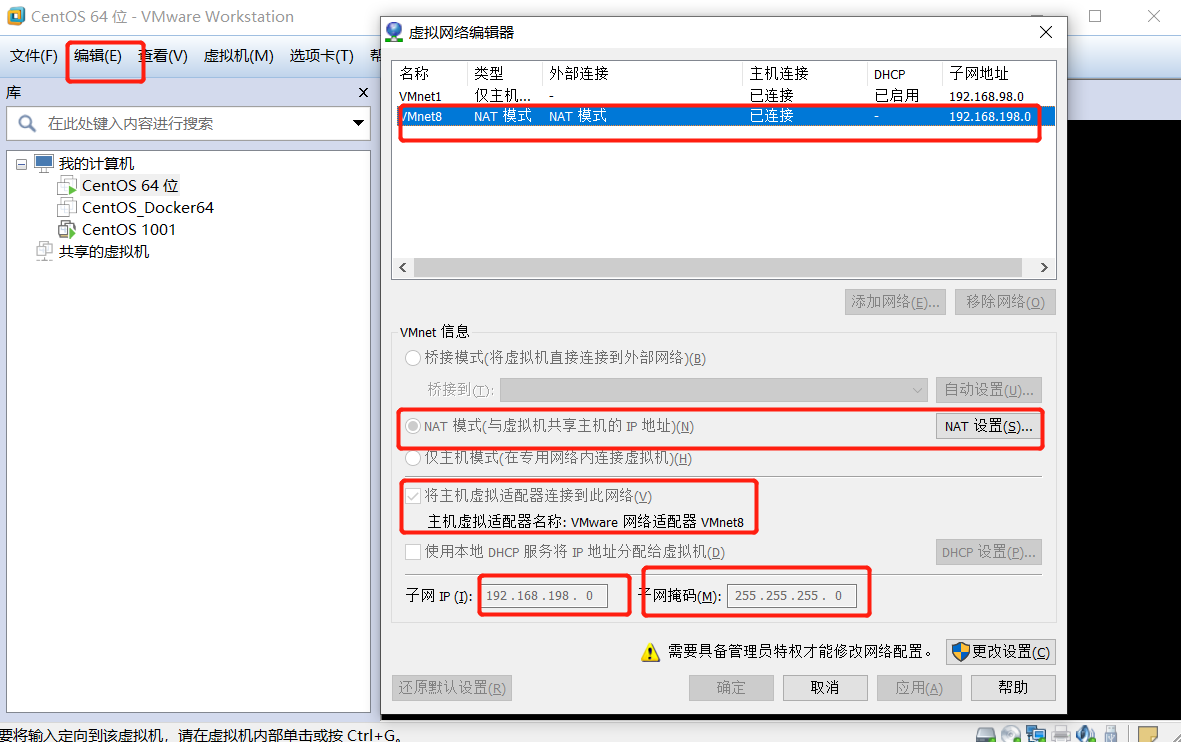 CentOS 64 位 - VMware Workstation
文件(F) 编辑(E) 查看(V) 虚拟机(M) 选项卡(T)
库
在此处键入内容进行搜索
我的计算机
CentOS 64 位
CentOS_Docker64
CentOS 1001
共享的虚拟机
虚拟网络编辑器
名称 类型 外部连接 主机连接 DHCP 子网地址
VMnet1 仅主机... - 已连接 已启用 192.168.98.0
VMnet8 NAT 模式 NAT 模式 已连接 - 192.168.198.0
添加网络(E)... 移除网络(O)
VMnet 信息
桥接模式(将虚拟机直接连接到外部网络)(B)
桥接到(T): 自动设置(U)...
NAT 模式(与虚拟机共享主机的 IP 地址)(N) NAT 设置(S)...
仅主机模式(在专用网络内连接虚拟机)(H)
将主机虚拟适配器连接到此网络(V)
主机虚拟适配器名称: VMware 网络适配器 VMnet8
使用本地 DHCP 服务将 IP 地址分配给虚拟机(D) DHCP 设置(P)...
子网 IP (I): 192.168.198. 0 子网掩码(M): 255.255.255. 0
需要具备管理员特权才能修改网络配置。 更改设置(C)
还原默认设置(R) 确定 取消 应用(A) 帮助
要将输入定向到该虚拟机，请在虚拟机内部单击或按 Ctrl+G。